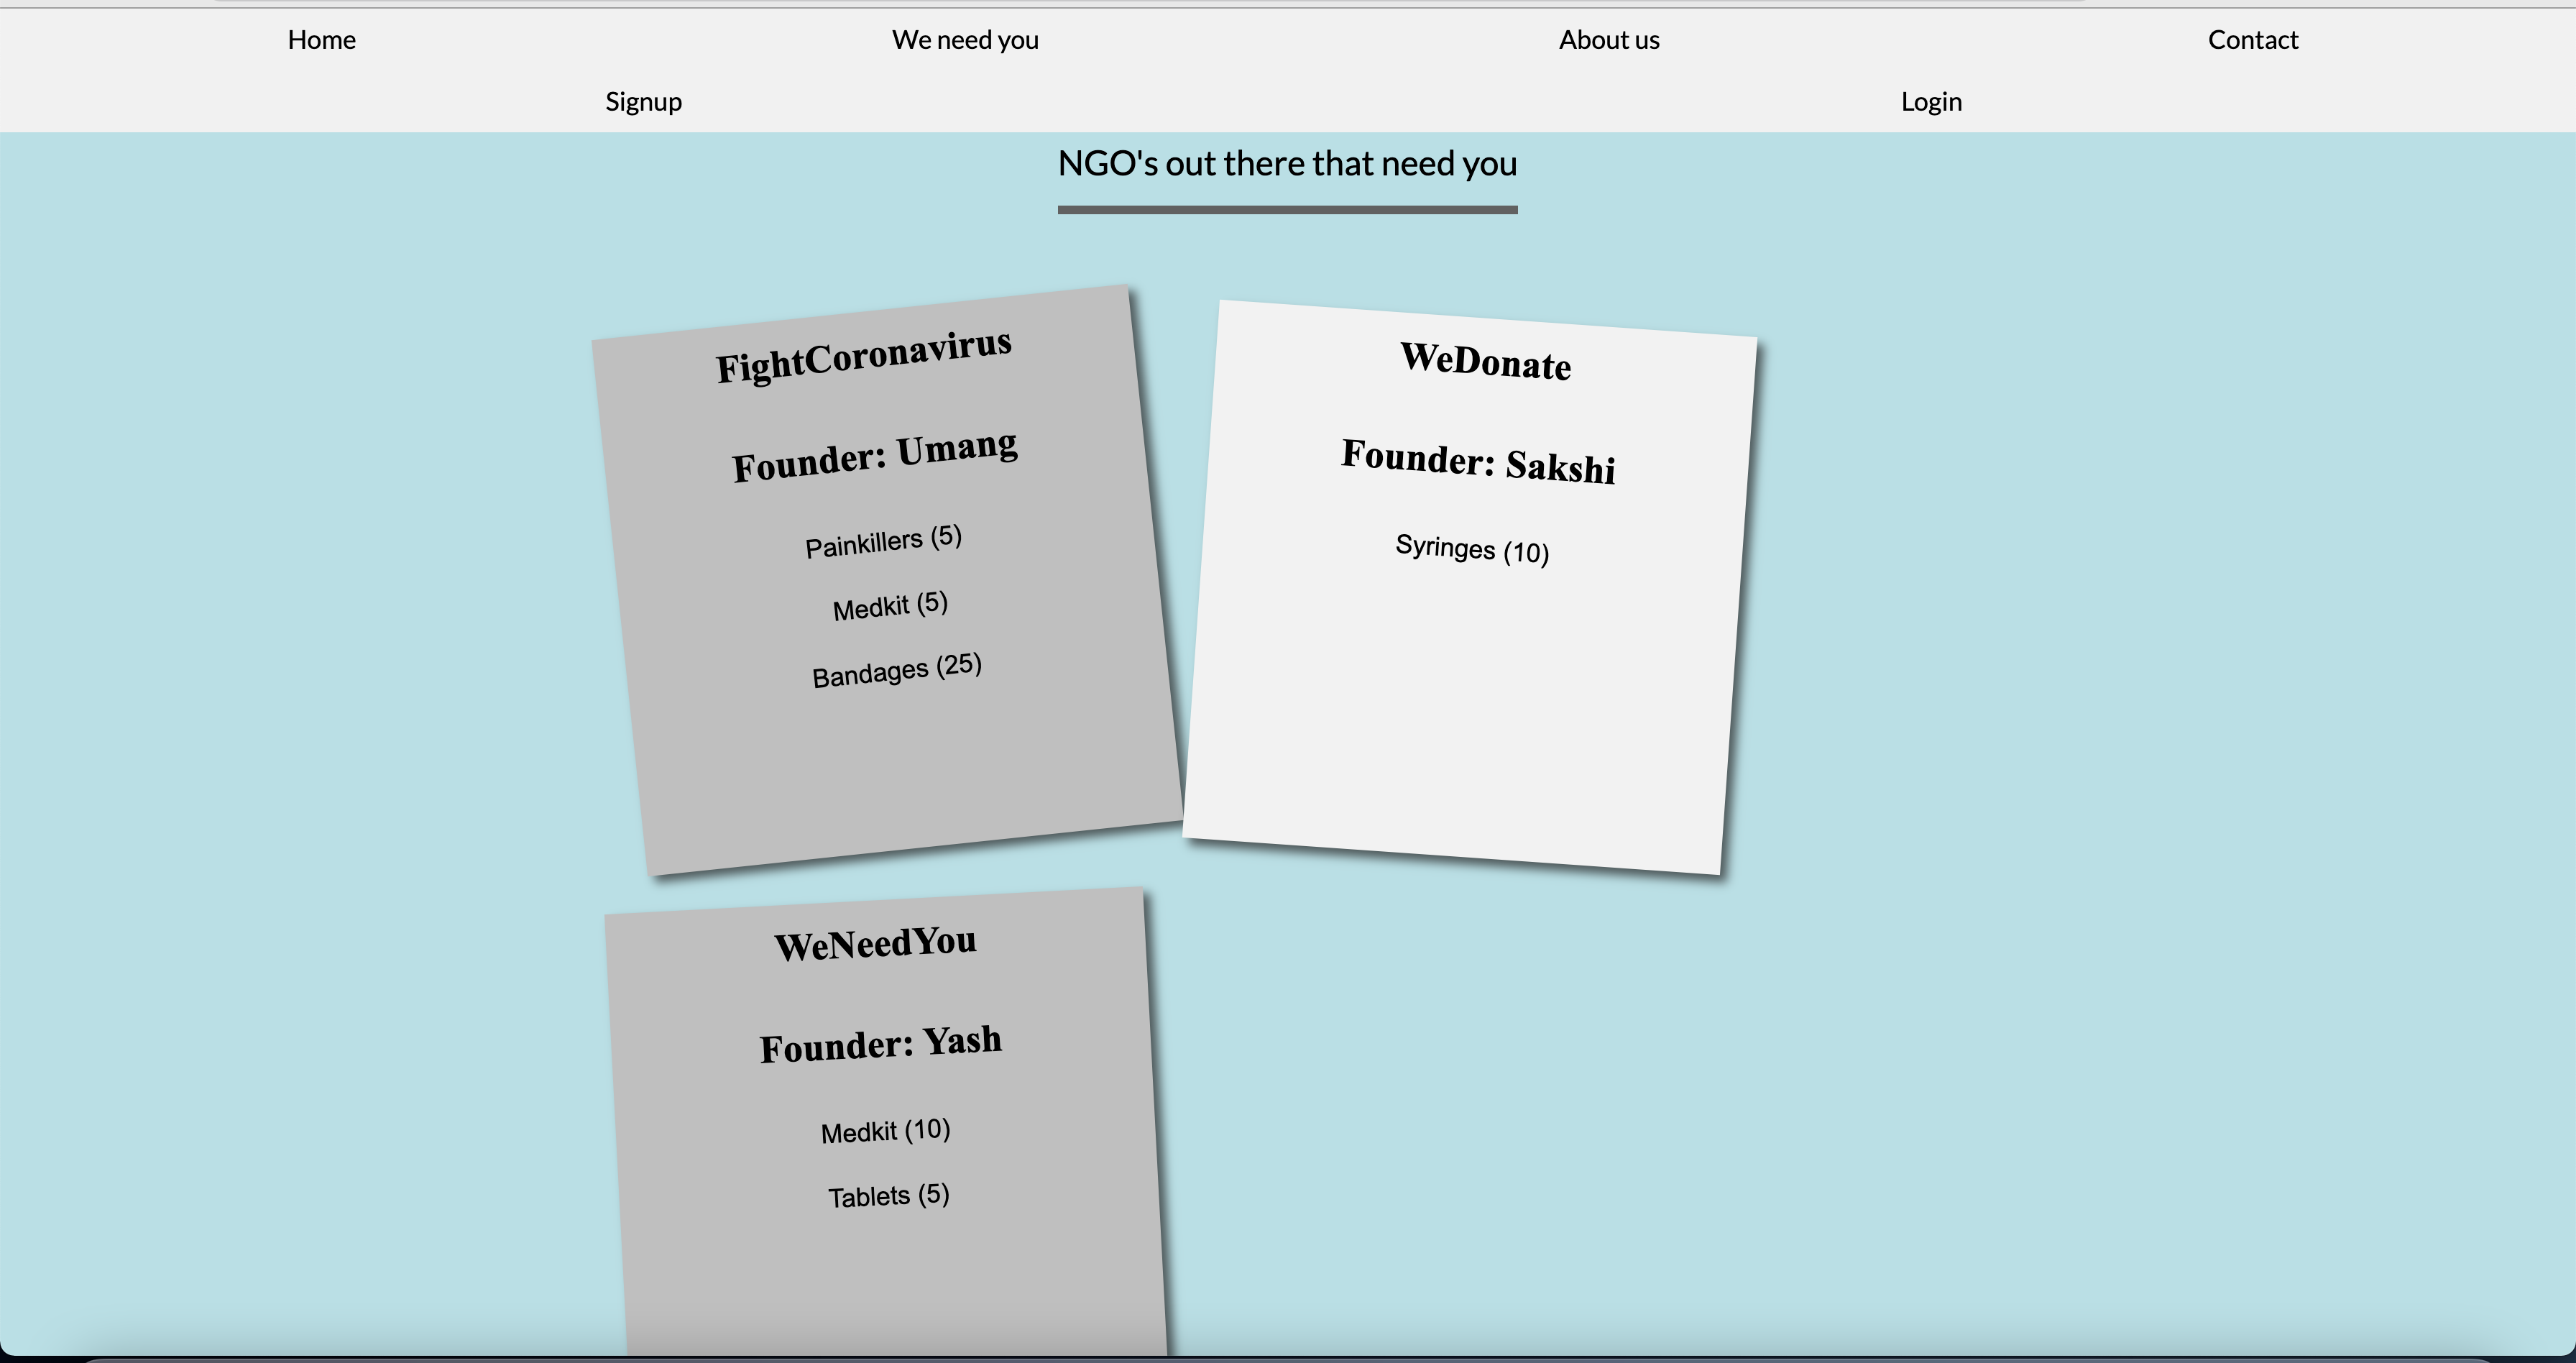 Home
We need you
About us
Contact
Signup
Login
NGO's out there that need you
FightCoronavirus
Founder: Umang
Painkillers (5)
Medkit (5)
Bandages (25)
WeDonate
Founder: Sakshi
Syringes (10)
WeNeedYou
Founder: Yash
Medkit (10)
Tablets (5)